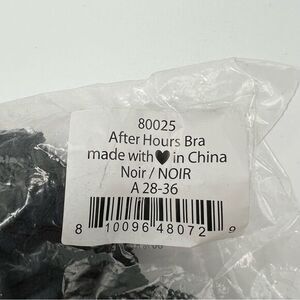 80025
After Hours Bra
made with🖤in China
Noir / NOIR
A 28-36
8 10096 48072 9